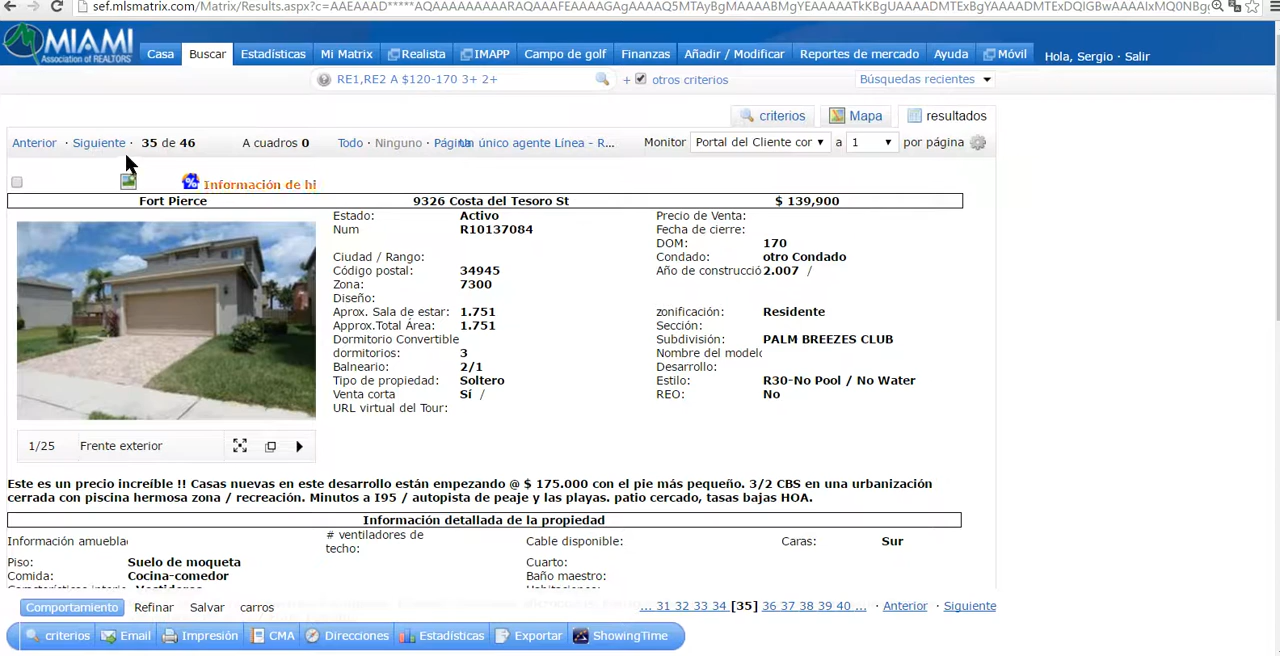 sef.mlsmatrix.com/Matrix/Results.aspx?c=
MIAMI
Association of REALTORS®
Casa Buscar Estadísticas Mi Matrix Realista IMAPP Campo de golf Finanzas Añadir / Modificar Reportes de mercado Ayuda Móvil Hola, Sergio · Salir
RE1,RE2 A $120-170 3+ 2+ + otros criterios Búsquedas recientes
criterios Mapa resultados
Anterior · Siguiente · 35 de 46 A cuadros 0 Todo · Ninguno · Página Un único agente Línea - R... Monitor Portal del Cliente cor a 1 por página
Información de hi
Fort Pierce 9326 Costa del Tesoro St $ 139,900
Estado: Activo Precio de Venta:
Num R10137084 Fecha de cierre:
DOM: 170
Ciudad / Rango: Condado: otro Condado
Código postal: 34945 Año de construcció 2.007 /
Zona: 7300
Diseño:
Aprox. Sala de estar: 1.751 zonificación: Residente
Approx.Total Área: 1.751 Sección:
Dormitorio Convertible Subdivisión: PALM BREEZES CLUB
dormitorios: 3 Nombre del modelo
Balneario: 2/1 Desarrollo:
Tipo de propiedad: Soltero Estilo: R30-No Pool / No Water
Venta corta Sí / REO: No
URL virtual del Tour:
1/25 Frente exterior
Este es un precio increíble !! Casas nuevas en este desarrollo están empezando @ $ 175.000 con el pie más pequeño. 3/2 CBS en una urbanización
cerrada con piscina hermosa zona / recreación. Minutos a I95 / autopista de peaje y las playas. patio cercado, tasas bajas HOA.
Información detallada de la propiedad
Información amueblad # ventiladores de techo: Cable disponible: Caras: Sur
Piso: Suelo de moqueta Cuarto:
Comida: Cocina-comedor Baño maestro:
Comportamiento Refinar Salvar carros ... 31 32 33 34 [35] 36 37 38 39 40 ... · Anterior · Siguiente
criterios Email Impresión CMA Direcciones Estadísticas Exportar ShowingTime